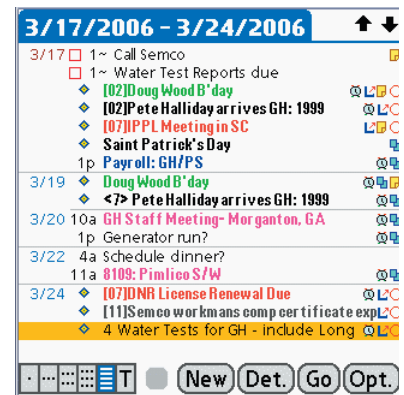 3/17/2006 - 3/24/2006
3/17 1~ Call Semco
1~ Water Test Reports due
[02]Doug Wood B'day
[02]Pete Halliday arrives GH: 1999
[07]IPPL Meeting in SC
Saint Patrick's Day
1p Payroll: GH/PS
3/19 Doug Wood B'day
<7> Pete Halliday arrives GH: 1999
3/20 10a GH Staff Meeting- Morganton, GA
1p Generator run?
3/22 4a Schedule dinner?
11a 8109: Pimlico S/W
3/24 [07]DNR License Renewal Due
[11]Semco workmans comp certificate exp
4 Water Tests for GH - include Long
T New Det. Go Opt.